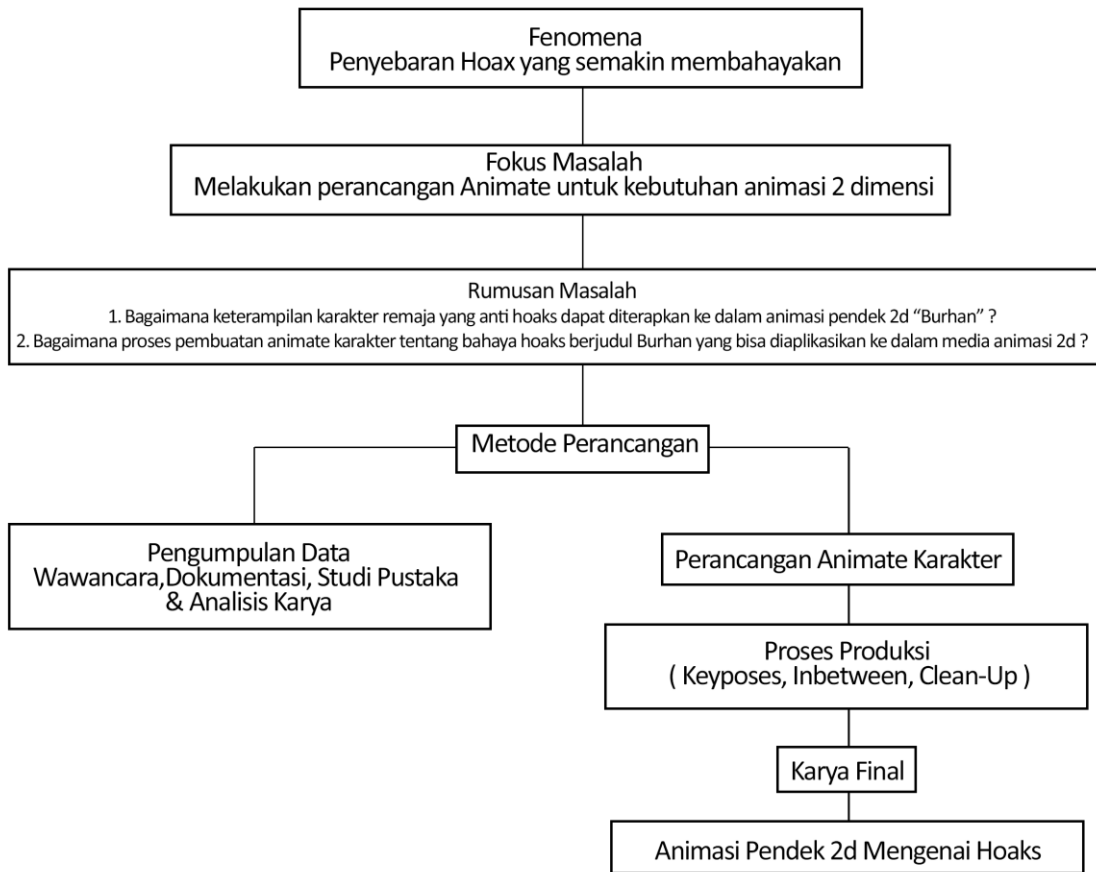 Fenomena
Penyebaran Hoax yang semakin membahayakan
Fokus Masalah
Melakukan perancangan Animate untuk kebutuhan animasi 2 dimensi
Rumusan Masalah
1. Bagaimana keterampilan karakter remaja yang anti hoaks dapat diterapkan ke dalam animasi pendek 2d “Burhan” ?
2. Bagaimana proses pembuatan animate karakter tentang bahaya hoaks berjudul Burhan yang bisa diaplikasikan ke dalam media animasi 2d ?
Metode Perancangan
Pengumpulan Data
Wawancara,Dokumentasi, Studi Pustaka
& Analisis Karya
Perancangan Animate Karakter
Proses Produksi
( Keyposes, Inbetween, Clean-Up )
Karya Final
Animasi Pendek 2d Mengenai Hoaks